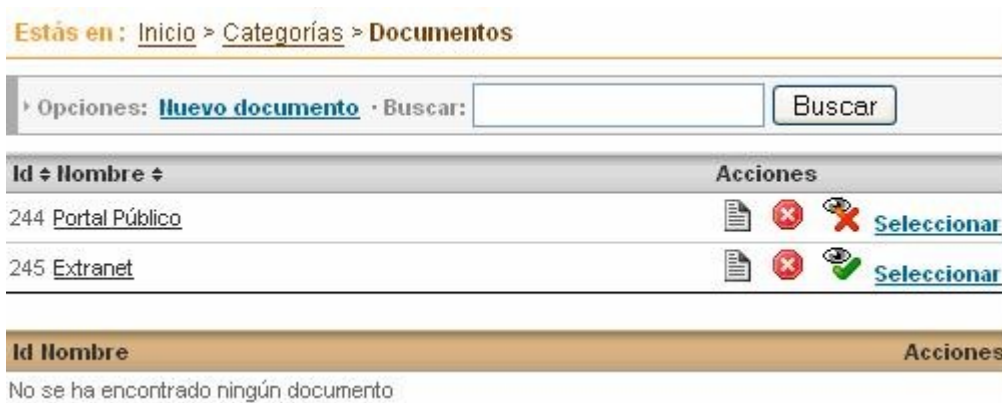 Estás en : Inicio > Categorías > Documentos
Opciones: Nuevo documento · Buscar: Buscar
Id Nombre Acciones
244 Portal Público Seleccionar
245 Extranet Seleccionar
Id Nombre Acciones
No se ha encontrado ningún documento